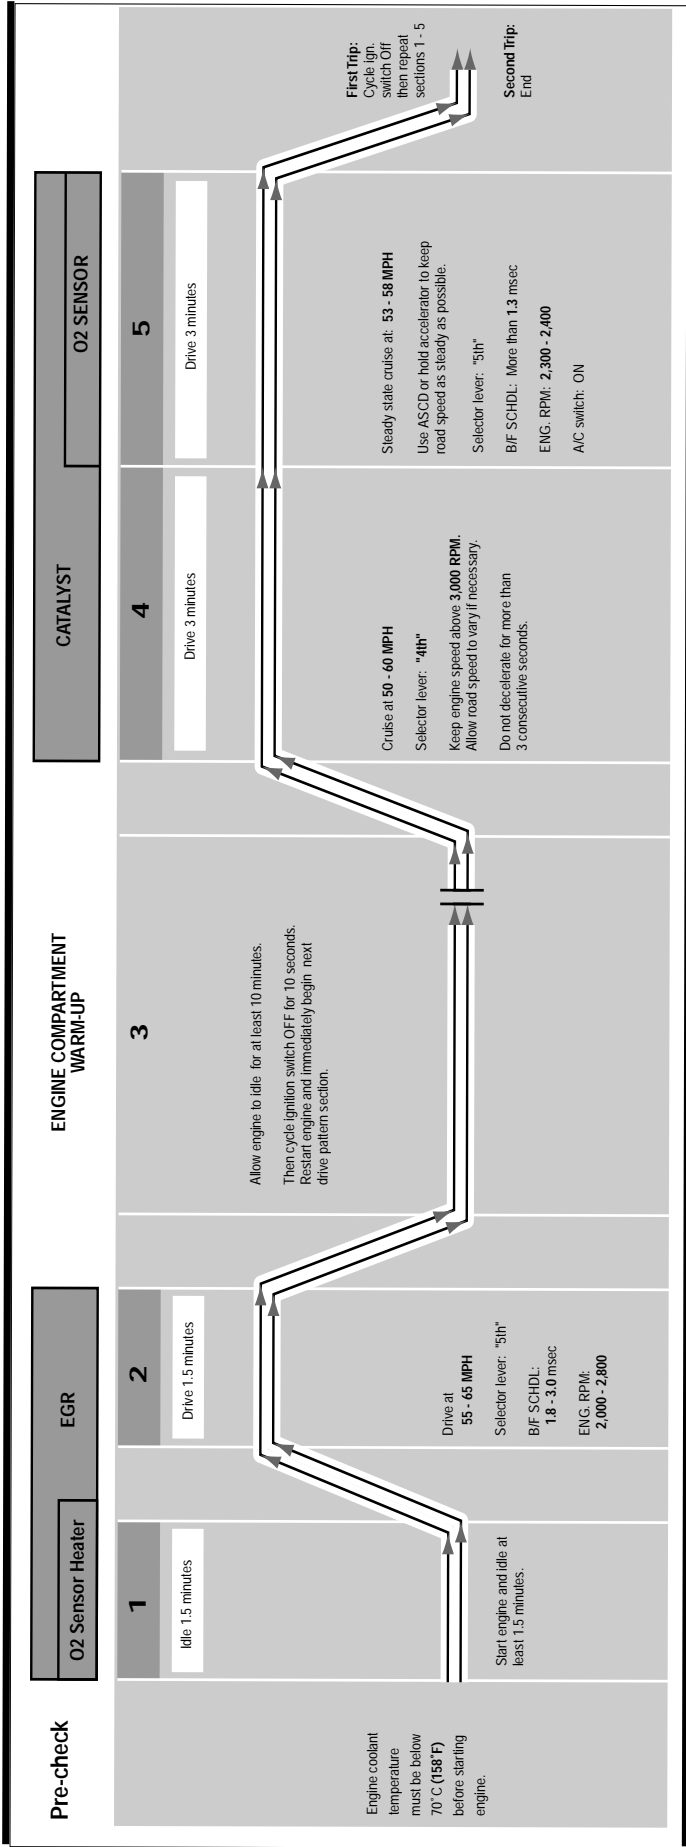 Pre-check
Engine coolant
temperature
must be below
70˚ C (158˚F)
before starting
engine.
EGR
O2 Sensor Heater
1
Idle 1.5 minutes
Start engine and idle at
least 1.5 minutes.
2
Drive 1.5 minutes
Drive at
55 - 65 MPH
Selector lever: "5th"
B/F SCHDL:
1.8 - 3.0 msec
ENG. RPM:
2,000 - 2,800
ENGINE COMPARTMENT
WARM-UP
3
Allow engine to idle for at least 10 minutes.
Then cycle ignition switch OFF for 10 seconds.
Restart engine and immediately begin next
drive pattern section.
CATALYST
4
Drive 3 minutes
Cruise at 50 - 60 MPH
Selector lever: "4th"
Keep engine speed above 3,000 RPM.
Allow road speed to vary if necessary.
Do not decelerate for more than
3 consecutive seconds.
O2 SENSOR
5
Drive 3 minutes
Steady state cruise at: 53 - 58 MPH
Use ASCD or hold accelerator to keep
road speed as steady as possible.
Selector lever: "5th"
B/F SCHDL: More than 1.3 msec
ENG. RPM: 2,300 - 2,400
A/C switch: ON
First Trip:
Cycle ign.
switch Off
then repeat
sections 1 - 5
Second Trip:
End